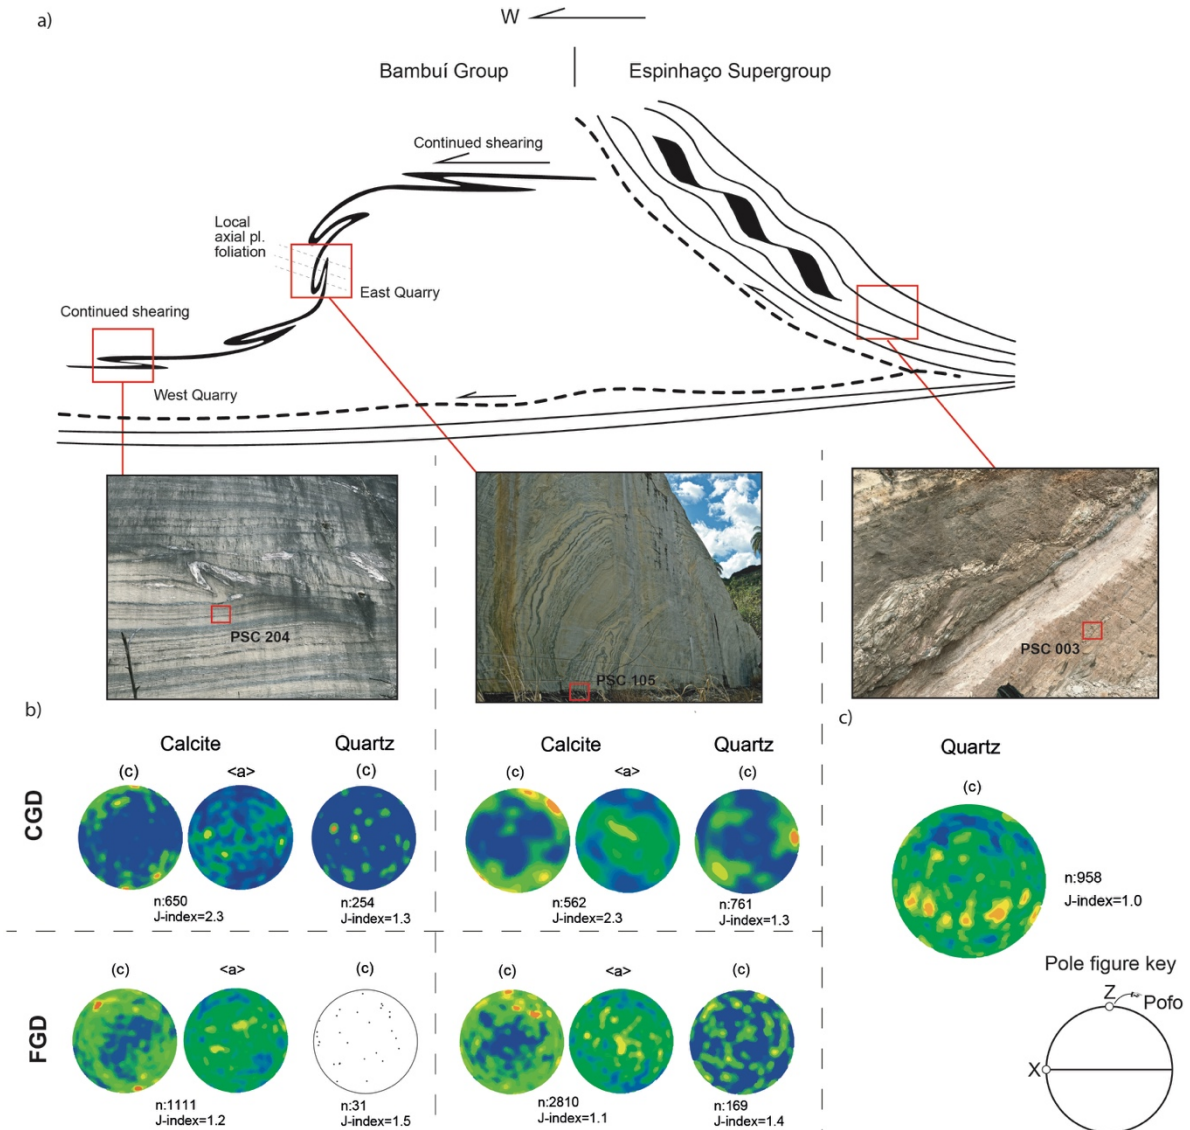 a)
W
Bambuí Group
Espinhaço Supergroup
Continued shearing
Local
axial pl.
foliation
East Quarry
Continued shearing
West Quarry
PSC 204
PSC 105
PSC 003
b)
c)
Calcite
Quartz
Calcite
Quartz
Quartz
CGD
(c)
<a>
(c)
(c)
<a>
(c)
(c)
n:650
J-index=2.3
n:254
J-index=1.3
n:562
J-index=2.3
n:761
J-index=1.3
n:958
J-index=1.0
FGD
(c)
<a>
(c)
(c)
<a>
(c)
n:1111
J-index=1.2
n:31
J-index=1.5
n:2810
J-index=1.1
n:169
J-index=1.4
Pole figure key
Z
Pofo
X